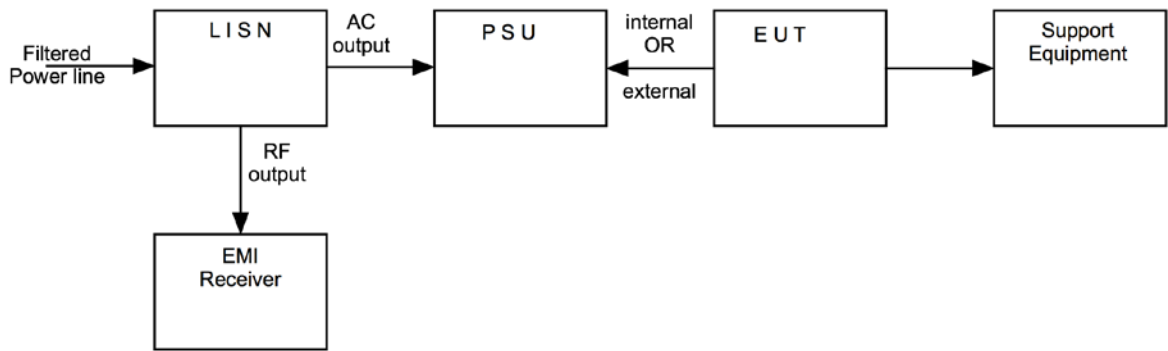 Filtered
Power line
L I S N
AC
output
P S U
internal
OR
external
E U T
Support
Equipment
RF
output
EMI
Receiver